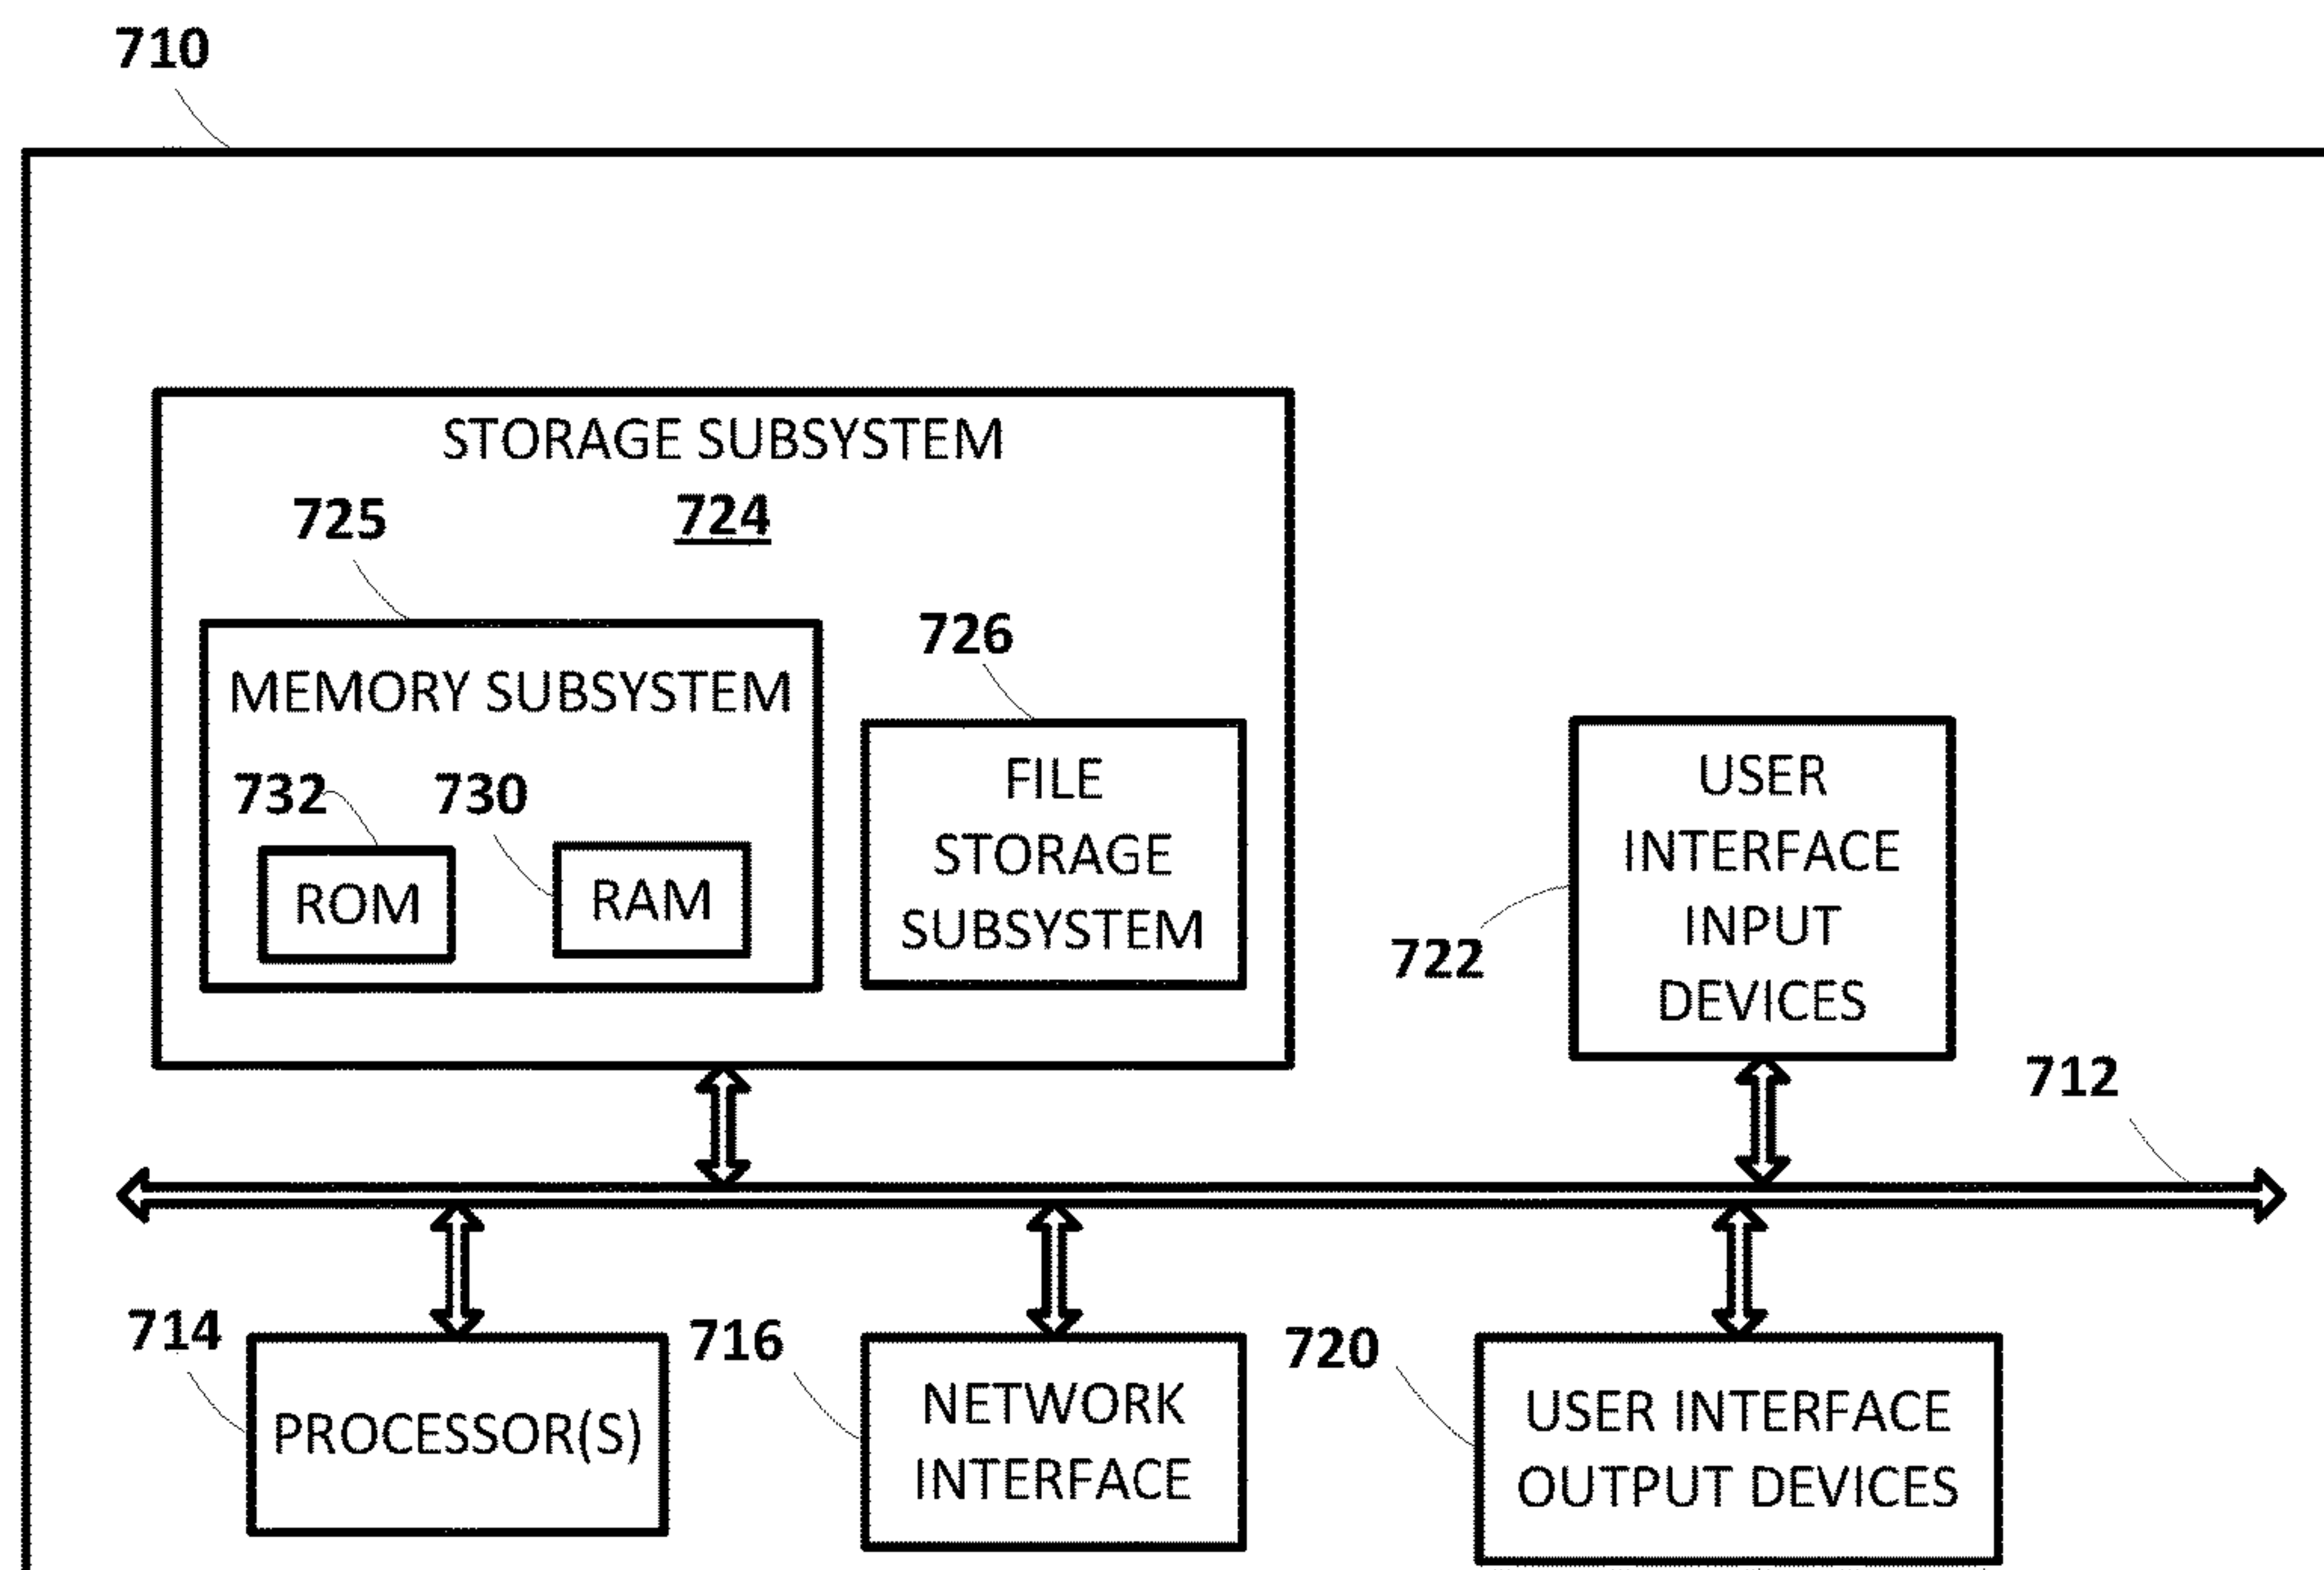 710
STORAGE SUBSYSTEM
724
725
MEMORY SUBSYSTEM
732
730
ROM
RAM
726
FILE
STORAGE
SUBSYSTEM
USER
INTERFACE
INPUT
DEVICES
722
712
714
PROCESSOR(S)
716
NETWORK
INTERFACE
720
USER INTERFACE
OUTPUT DEVICES